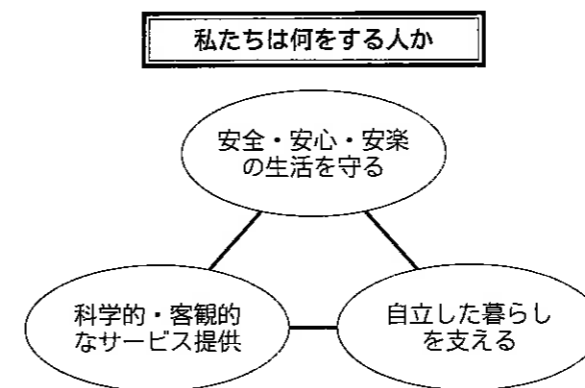 私たちは何をする人か
安全・安心・安楽
の生活を守る
科学的・客観的
なサービス提供
自立した暮らし
を支える